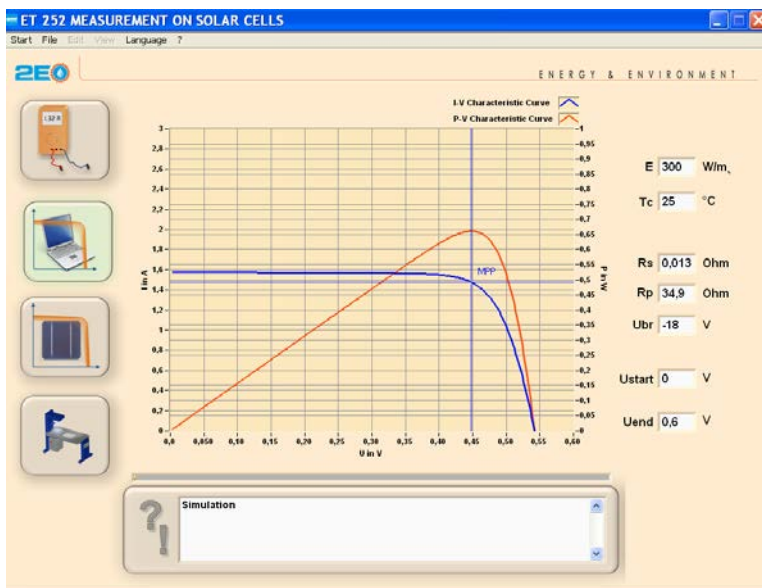 ET 252 MEASUREMENT ON SOLAR CELLS
Start File Edit View Language ?
2EO
ENERGY & ENVIRONMENT
I-V Characteristic Curve
P-V Characteristic Curve
3
2,8
2,6
2,4
2,2
2
1,8
1,6
1,4
1,2
1
0,8
0,6
0,4
0,2
0
I in A
MPP
1
0,95
0,9
0,85
0,8
0,75
0,7
0,65
0,6
0,55
0,5
0,45
0,4
0,35
0,3
0,25
0,2
0,15
0,1
0,05
0
P in W
0,0 0,050 0,10 0,15 0,20 0,25 0,30 0,35 0,40 0,45 0,50 0,55 0,60
U in V
E 300 W/m
Tc 25 °C
Rs 0,013 Ohm
Rp 34,9 Ohm
Ubr -18 V
Ustart 0 V
Uend 0,6 V
?!
Simulation